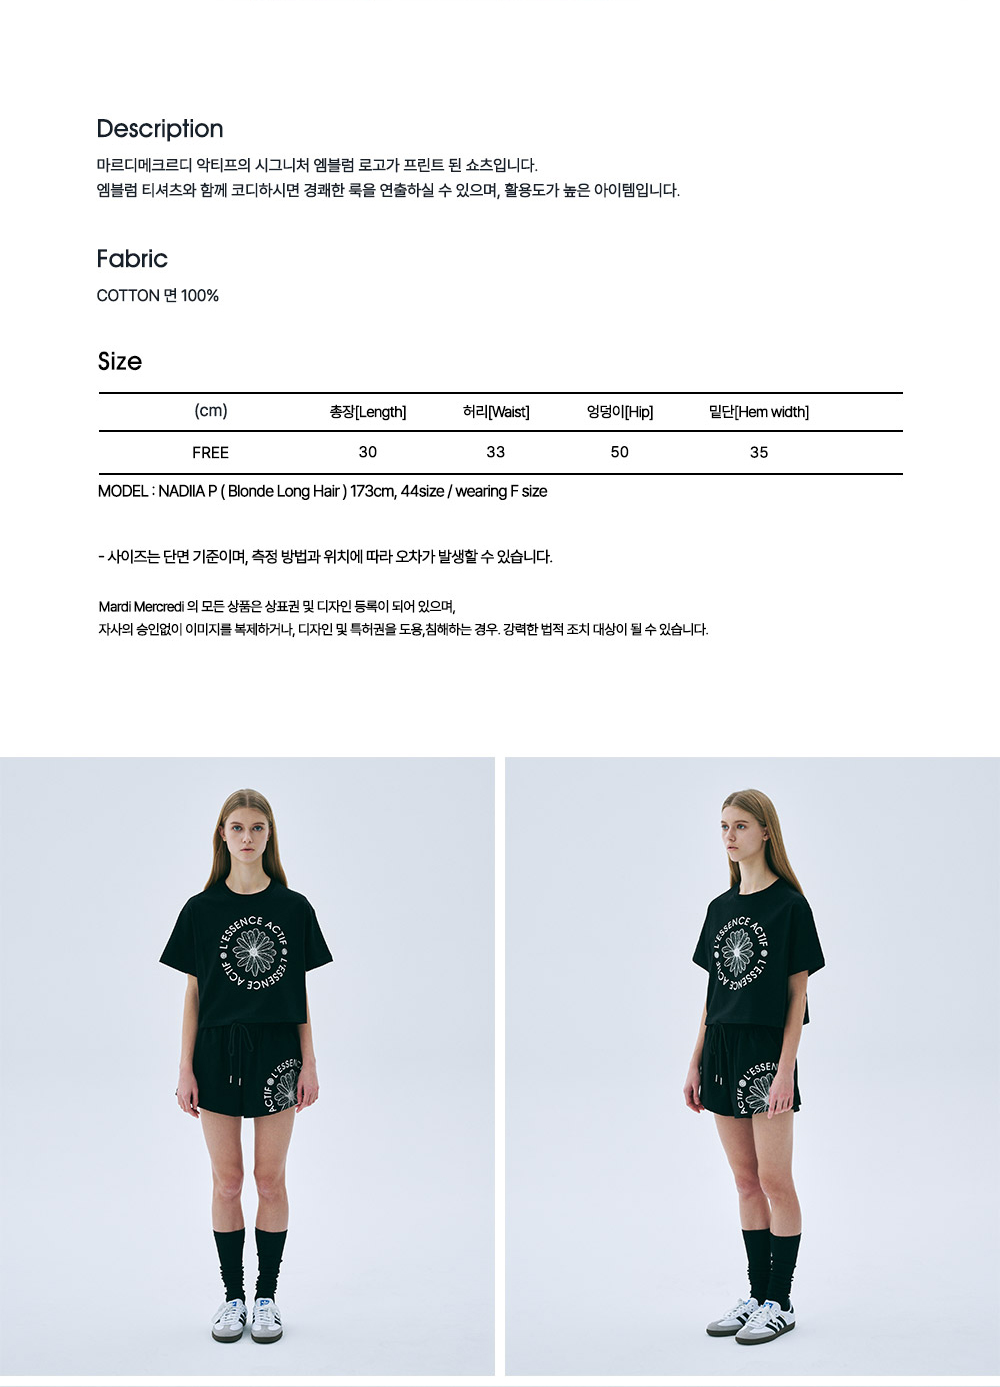 Description
마르디메크르디 악티프의 시그니처 엠블럼 로고가 프린트 된 쇼츠입니다.
엠블럼 티셔츠와 함께 코디하시면 경쾌한 룩을 연출하실 수 있으며, 활용도가 높은 아이템입니다.
Fabric
COTTON 면 100%
Size
(cm) 총장[Length] 허리[Waist] 엉덩이[Hip] 밑단[Hem width]
FREE 30 33 50 35
MODEL : NADIIA P ( Blonde Long Hair ) 173cm, 44size / wearing F size
- 사이즈는 단면 기준이며, 측정 방법과 위치에 따라 오차가 발생할 수 있습니다.
Mardi Mercredi 의 모든 상품은 상표권 및 디자인 등록이 되어 있으며,
자사의 승인없이 이미지를 복제하거나, 디자인 및 특허권을 도용,침해하는 경우. 강력한 법적 조치 대상이 될 수 있습니다.
L'ESSENCE ACTIF
L'ESSENCE ACTIF
ACTIF L'ESSEN
L'ESSENCE ACTIF
L'ESSENCE ACTIF
ACTIF L'ESSEN